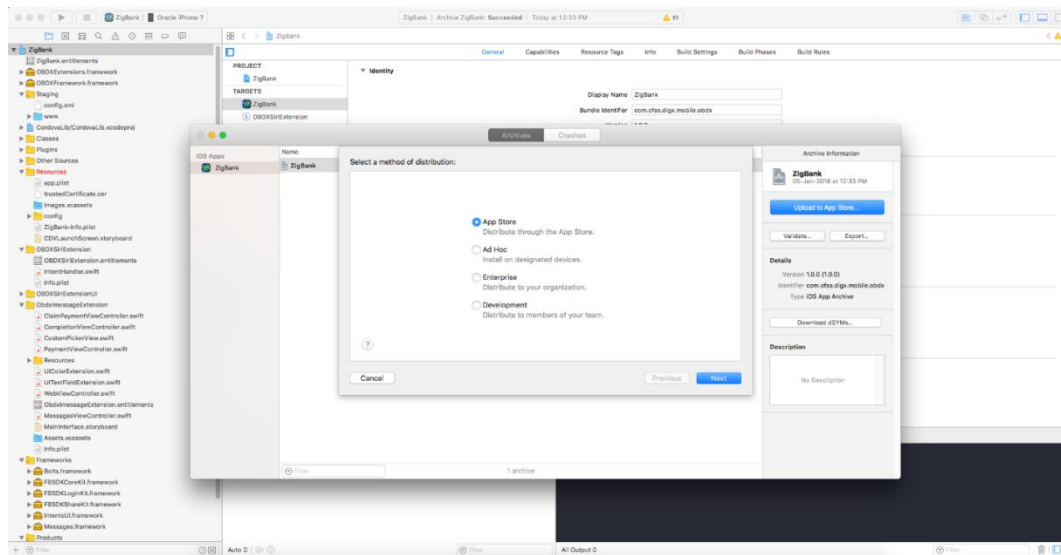 ZigBank
Oracle iPhone 7
ZigBank | Archive ZigBank: Succeeded | Today at 12:33 PM
ZigBank
ZigBank
ZigBank.entitlements
OBDXExtensions.framework
OBDXFramework.framework
Staging
config.xml
www
CordovaLib/CordovaLib.xcodeproj
Classes
Plugins
Other Sources
Resources
app.plist
trustedCertificate.cer
Images.xcassets
config
ZigBank-Info.plist
CDVLaunchScreen.storyboard
OBDXSiriExtension
OBDXSiriExtension.entitlements
IntentHandler.swift
Info.plist
OBDXSiriExtensionUI
ObdxImessageExtension
ClaimPaymentViewController.swift
CompletionViewController.swift
CustomPickerView.swift
PaymentViewController.swift
Resources
UIColorExtension.swift
UITextFieldExtension.swift
WebViewController.swift
ObdxImessageExtension.entitlements
MessagesViewController.swift
MainInterface.storyboard
Assets.xcassets
Info.plist
Frameworks
Bolts.framework
FBSDKCoreKit.framework
FBSDKLoginKit.framework
FBSDKShareKit.framework
IntentsUI.framework
Messages.framework
Products
Filter
General Capabilities Resource Tags Info Build Settings Build Phases Build Rules
PROJECT
ZigBank
TARGETS
ZigBank
OBDXSiriExtension
Identity
Display Name ZigBank
Bundle Identifier com.ofss.digx.mobile.obdx
Archives Crashes
iOS Apps
ZigBank
Name
ZigBank
Select a method of distribution:
App Store
Distribute through the App Store.
Ad Hoc
Install on designated devices.
Enterprise
Distribute to your organization.
Development
Distribute to members of your team.
?
Cancel
Previous
Next
Filter
1 archive
Archive Information
ZigBank
05-Jan-2018 at 12:33 PM
Upload to App Store...
Validate...
Export...
Details
Version 1.0.0 (1.0.0)
Identifier com.ofss.digx.mobile.obdx
Type iOS App Archive
Download dSYMs...
Description
No Description
Auto
Filter
All Output
Filter